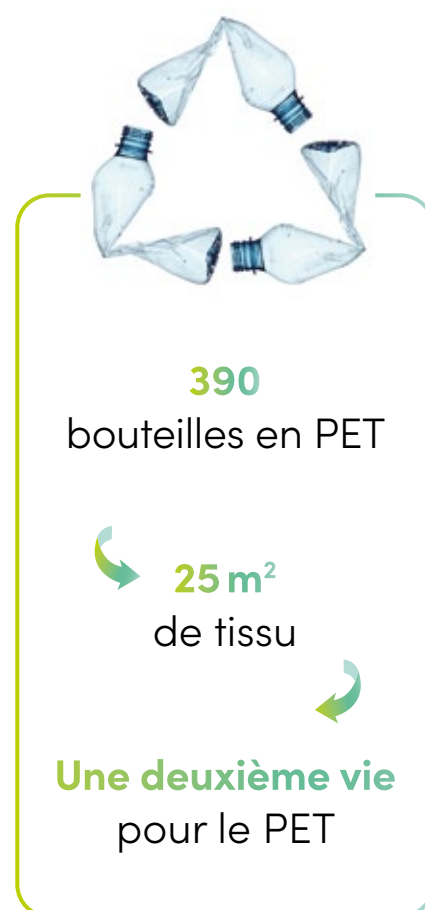 390
bouteilles en PET
25 m²
de tissu
Une deuxième vie
pour le PET